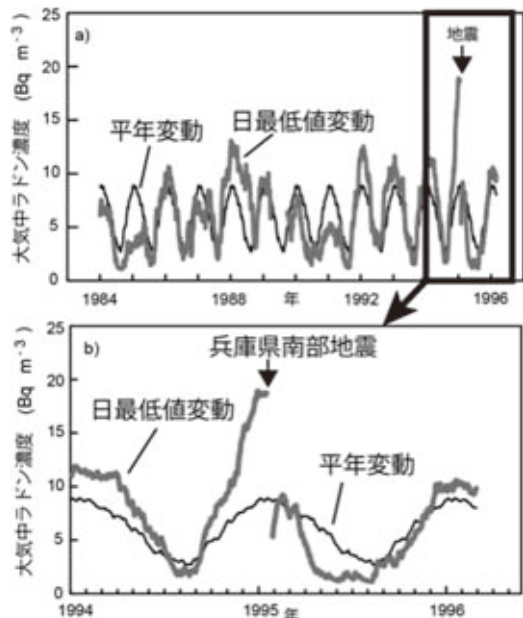 a)
地震
平年変動
日最低値変動
大気中ラドン濃度 (Bq m⁻³)
25
20
15
10
5
0
1984
1988
年
1992
1996
b)
兵庫県南部地震
日最低値変動
平年変動
大気中ラドン濃度 (Bq m⁻³)
25
20
15
10
5
0
1994
1995
年
1996